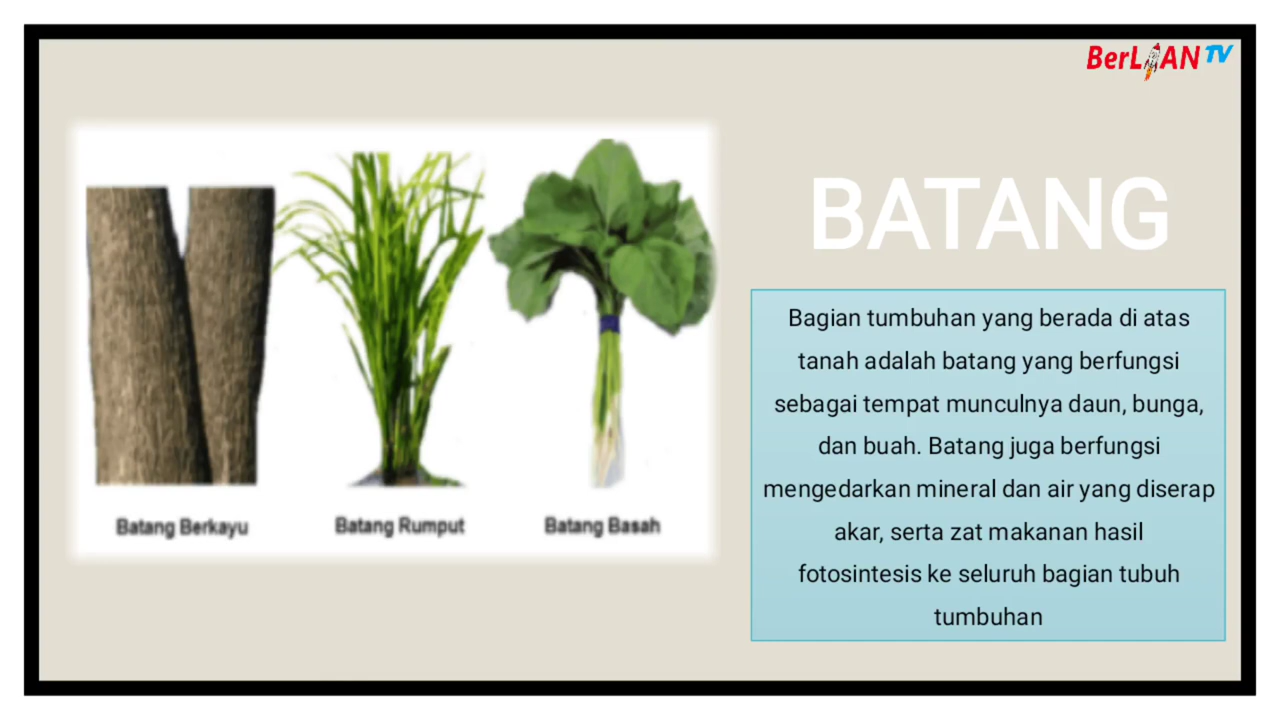 BerLiAN TV
BATANG
Bagian tumbuhan yang berada di atas
tanah adalah batang yang berfungsi
sebagai tempat munculnya daun, bunga,
dan buah. Batang juga berfungsi
mengedarkan mineral dan air yang diserap
akar, serta zat makanan hasil
fotosintesis ke seluruh bagian tubuh
tumbuhan
Batang Berkayu
Batang Rumput
Batang Basah